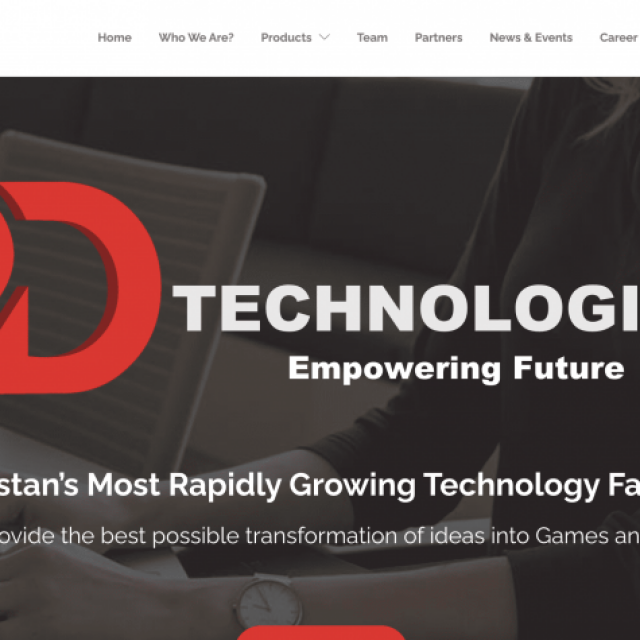 Home Who We Are? Products Team Partners News & Events Career
D
TECHNOLOGI
Empowering Future
stan's Most Rapidly Growing Technology Fa
ovide the best possible transformation of ideas into Games an